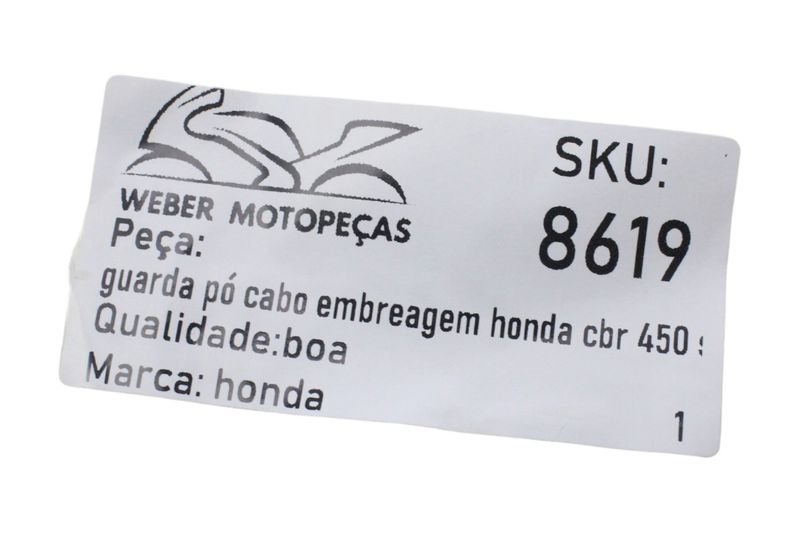 WEBER MOTOPEÇAS
SKU:
8619
Peça:
guarda pó cabo embreagem honda cbr 450
Qualidade:boa
Marca: honda
1